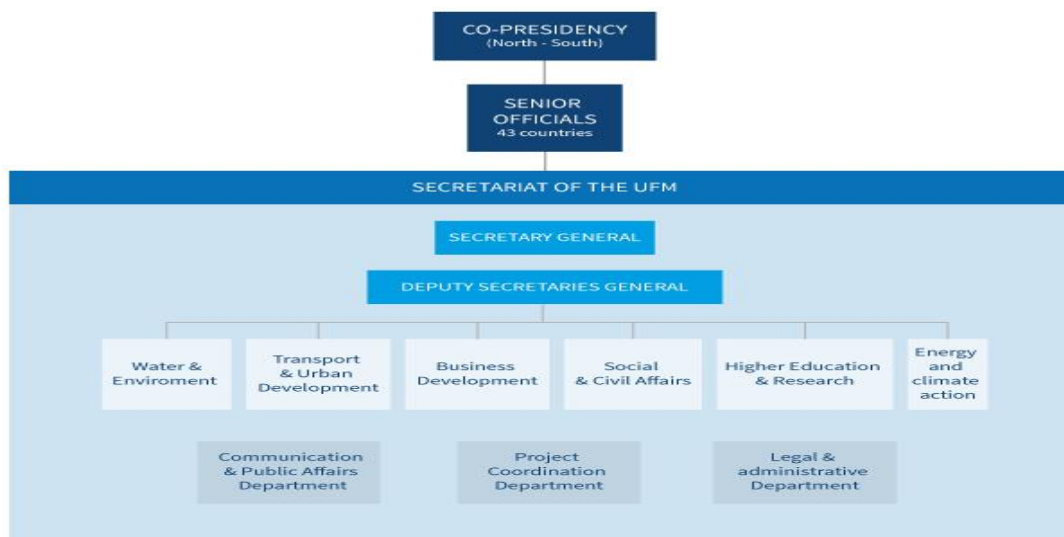 CO-PRESIDENCY
(North - South)
SENIOR
OFFICIALS
43 countries
SECRETARIAT OF THE UFM
SECRETARY GENERAL
DEPUTY SECRETARIES GENERAL
Water &
Enviroment
Transport
& Urban
Development
Business
Development
Social
& Civil Affairs
Higher Education
& Research
Energy
and
climate
action
Communication
& Public Affairs
Department
Project
Coordination
Department
Legal &
administrative
Department